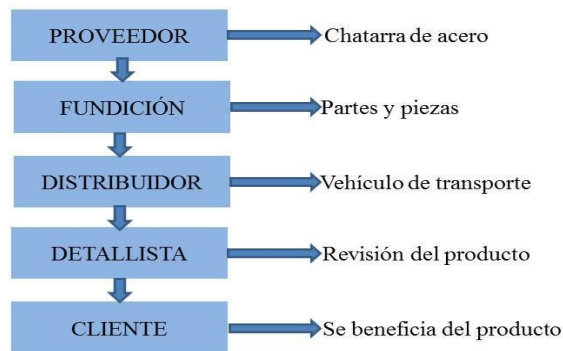 PROVEEDOR
Chatarra de acero
FUNDICIÓN
Partes y piezas
DISTRIBUIDOR
Vehículo de transporte
DETALLISTA
Revisión del producto
CLIENTE
Se beneficia del producto